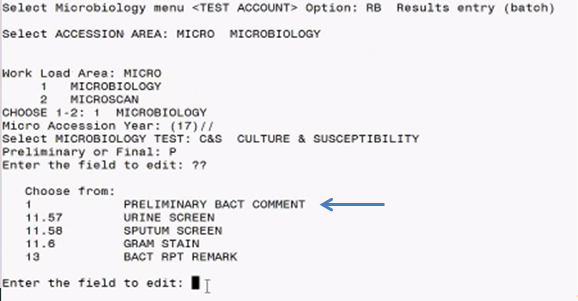 Select Microbiology menu <TEST ACCOUNT> Option: RB  Results entry (batch)
Select ACCESSION AREA: MICRO  MICROBIOLOGY
Work Load Area: MICRO
1  MICROBIOLOGY
2  MICROSCAN
CHOOSE 1-2: 1  MICROBIOLOGY
Micro Accession Year: (17)//
Select MICROBIOLOGY TEST: C&S  CULTURE & SUSCEPTIBILITY
Preliminary or Final: P
Enter the field to edit: ??
Choose from:
1  PRELIMINARY BACT COMMENT
11.57  URINE SCREEN
11.58  SPUTUM SCREEN
11.6  GRAM STAIN
13  BACT RPT REMARK
Enter the field to edit: